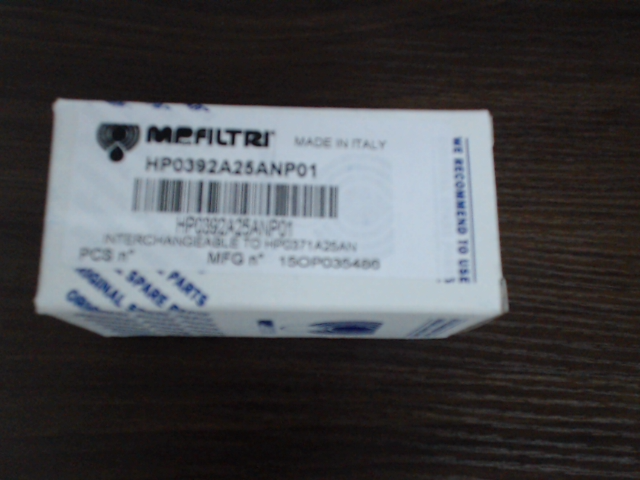 MPFILTRI MADE IN ITALY
HP0392A25ANP01
HP0392A25ANP01
INTERCHANGEABLE TO HP0371A25AN
PCS n° MFG n° 15OP035486
WE RECOMMEND TO USE
PARTS
SPARE
ORIGINAL